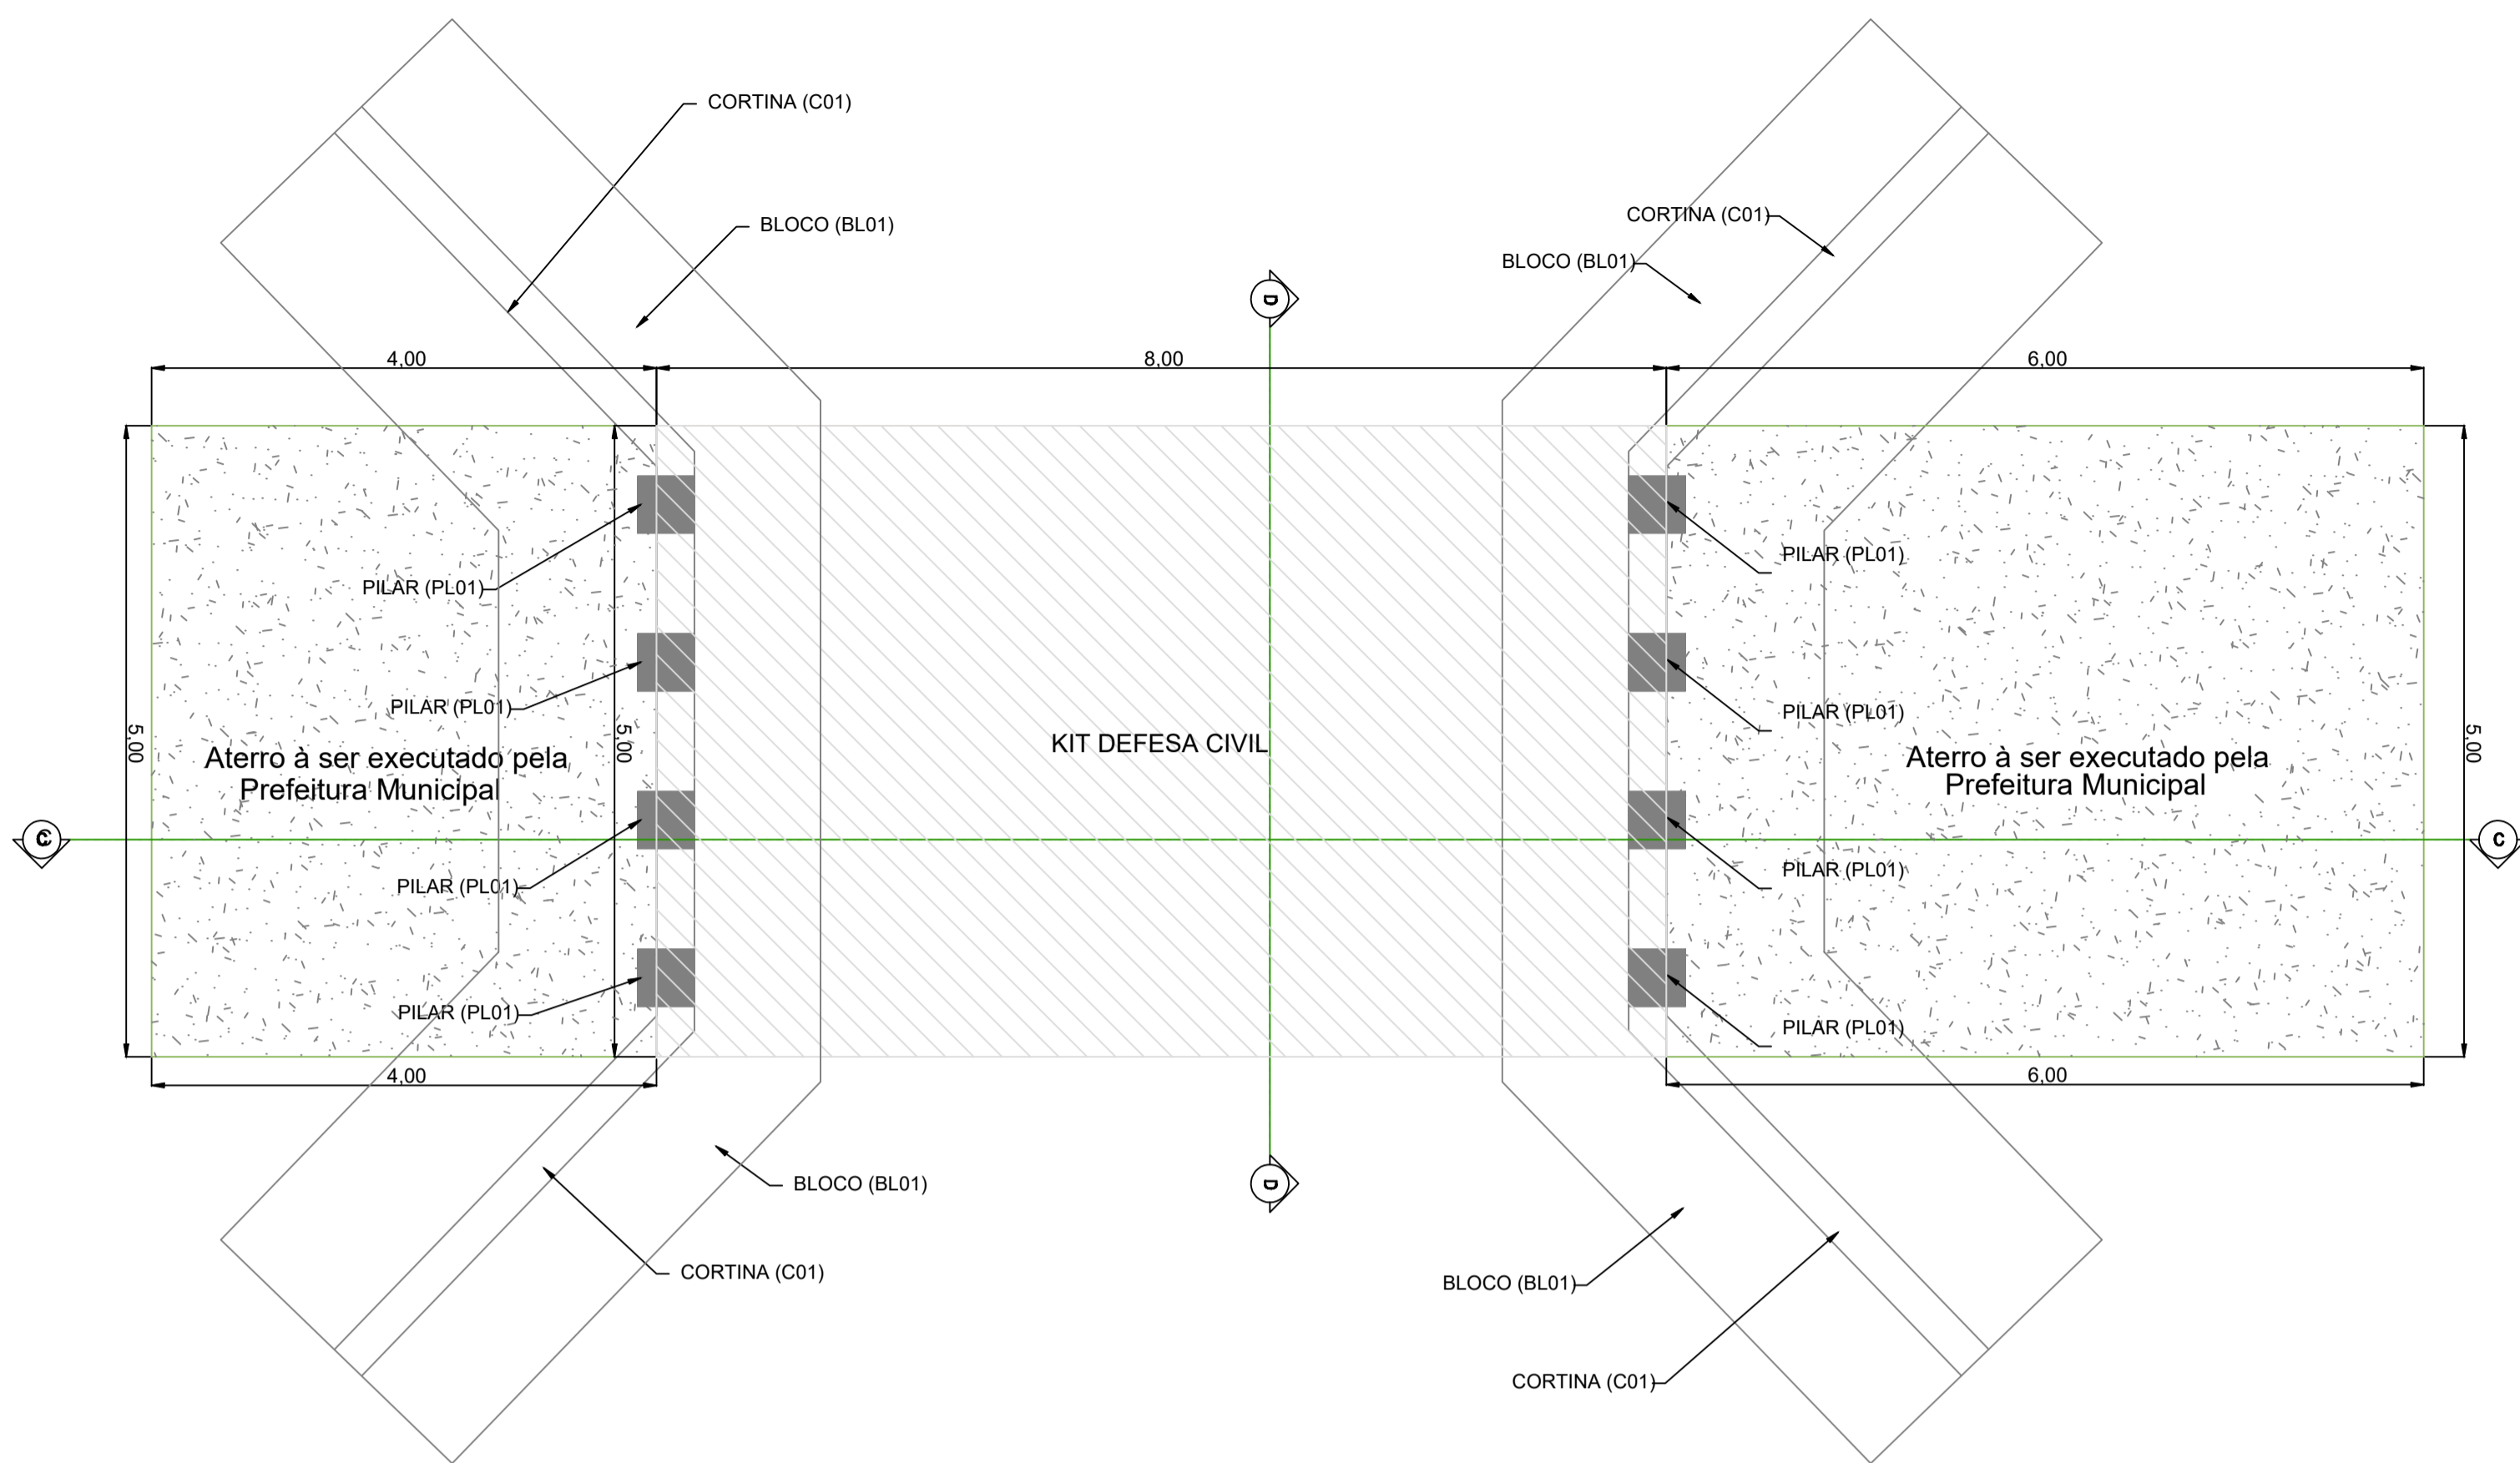 CORTINA (C01)
BLOCO (BL01)
CORTINA (C01)
BLOCO (BL01)
D
4,00
8,00
6,00
PILAR (PL01)
PILAR (PL01)
PILAR (PL01)
PILAR (PL01)
5,00
5,00
5,00
KIT DEFESA CIVIL
Aterro à ser executado pela
Prefeitura Municipal
Aterro à ser executado pela
Prefeitura Municipal
C
C
PILAR (PL01)
PILAR (PL01)
PILAR (PL01)
PILAR (PL01)
4,00
6,00
D
BLOCO (BL01)
CORTINA (C01)
BLOCO (BL01)
CORTINA (C01)